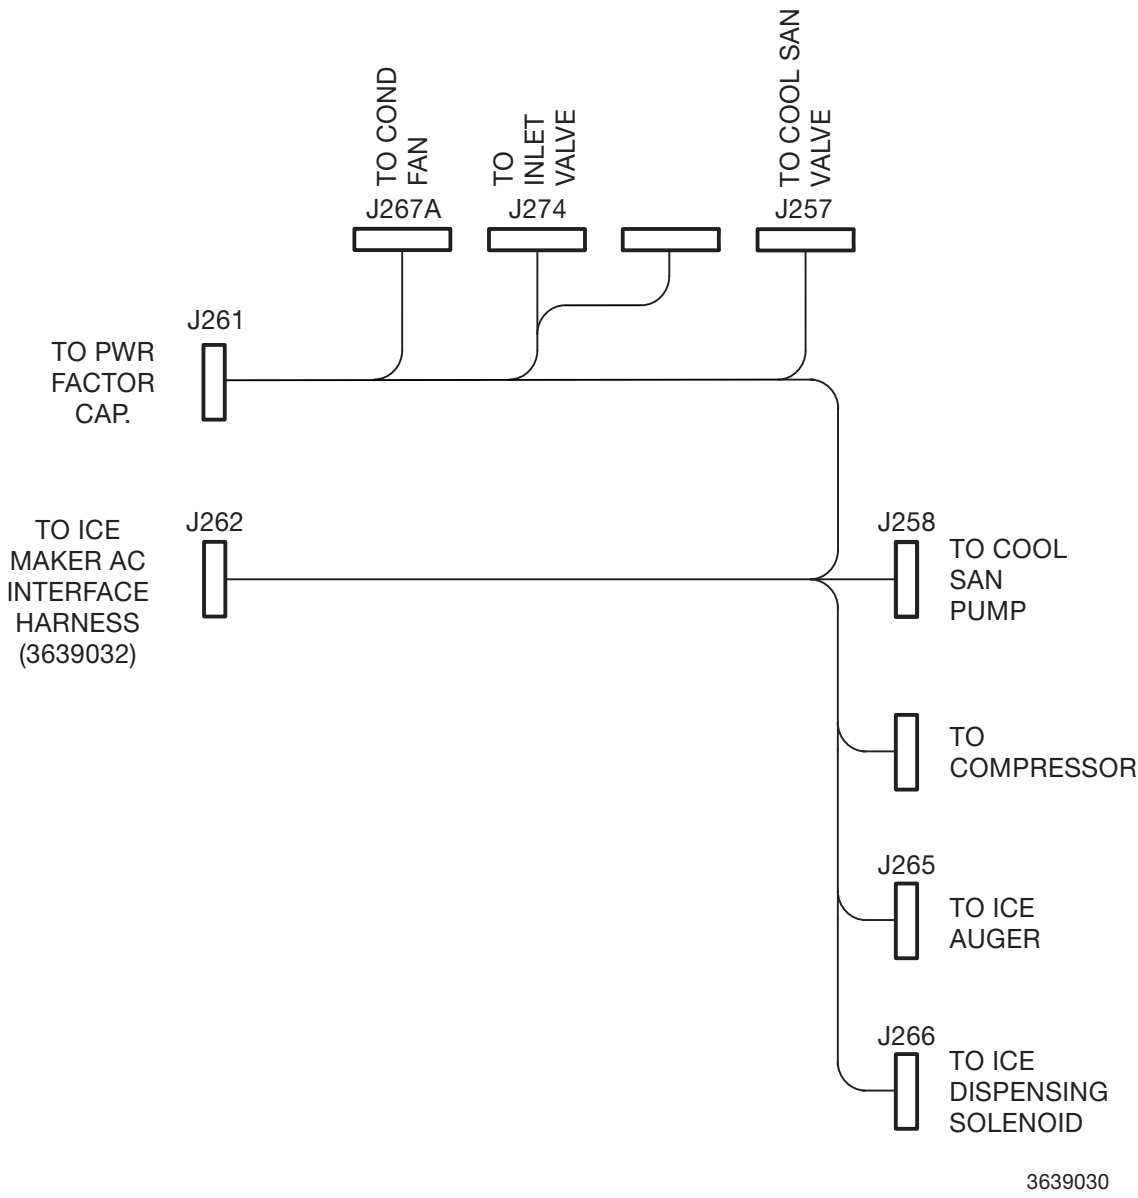 TO COND
FAN
J267A
TO
INLET
VALVE
J274
TO COOL SAN
VALVE
J257
J261
TO PWR
FACTOR
CAP.
J262
TO ICE
MAKER AC
INTERFACE
HARNESS
(3639032)
J258
TO COOL
SAN
PUMP
TO
COMPRESSOR
J265
TO ICE
AUGER
J266
TO ICE
DISPENSING
SOLENOID
3639030